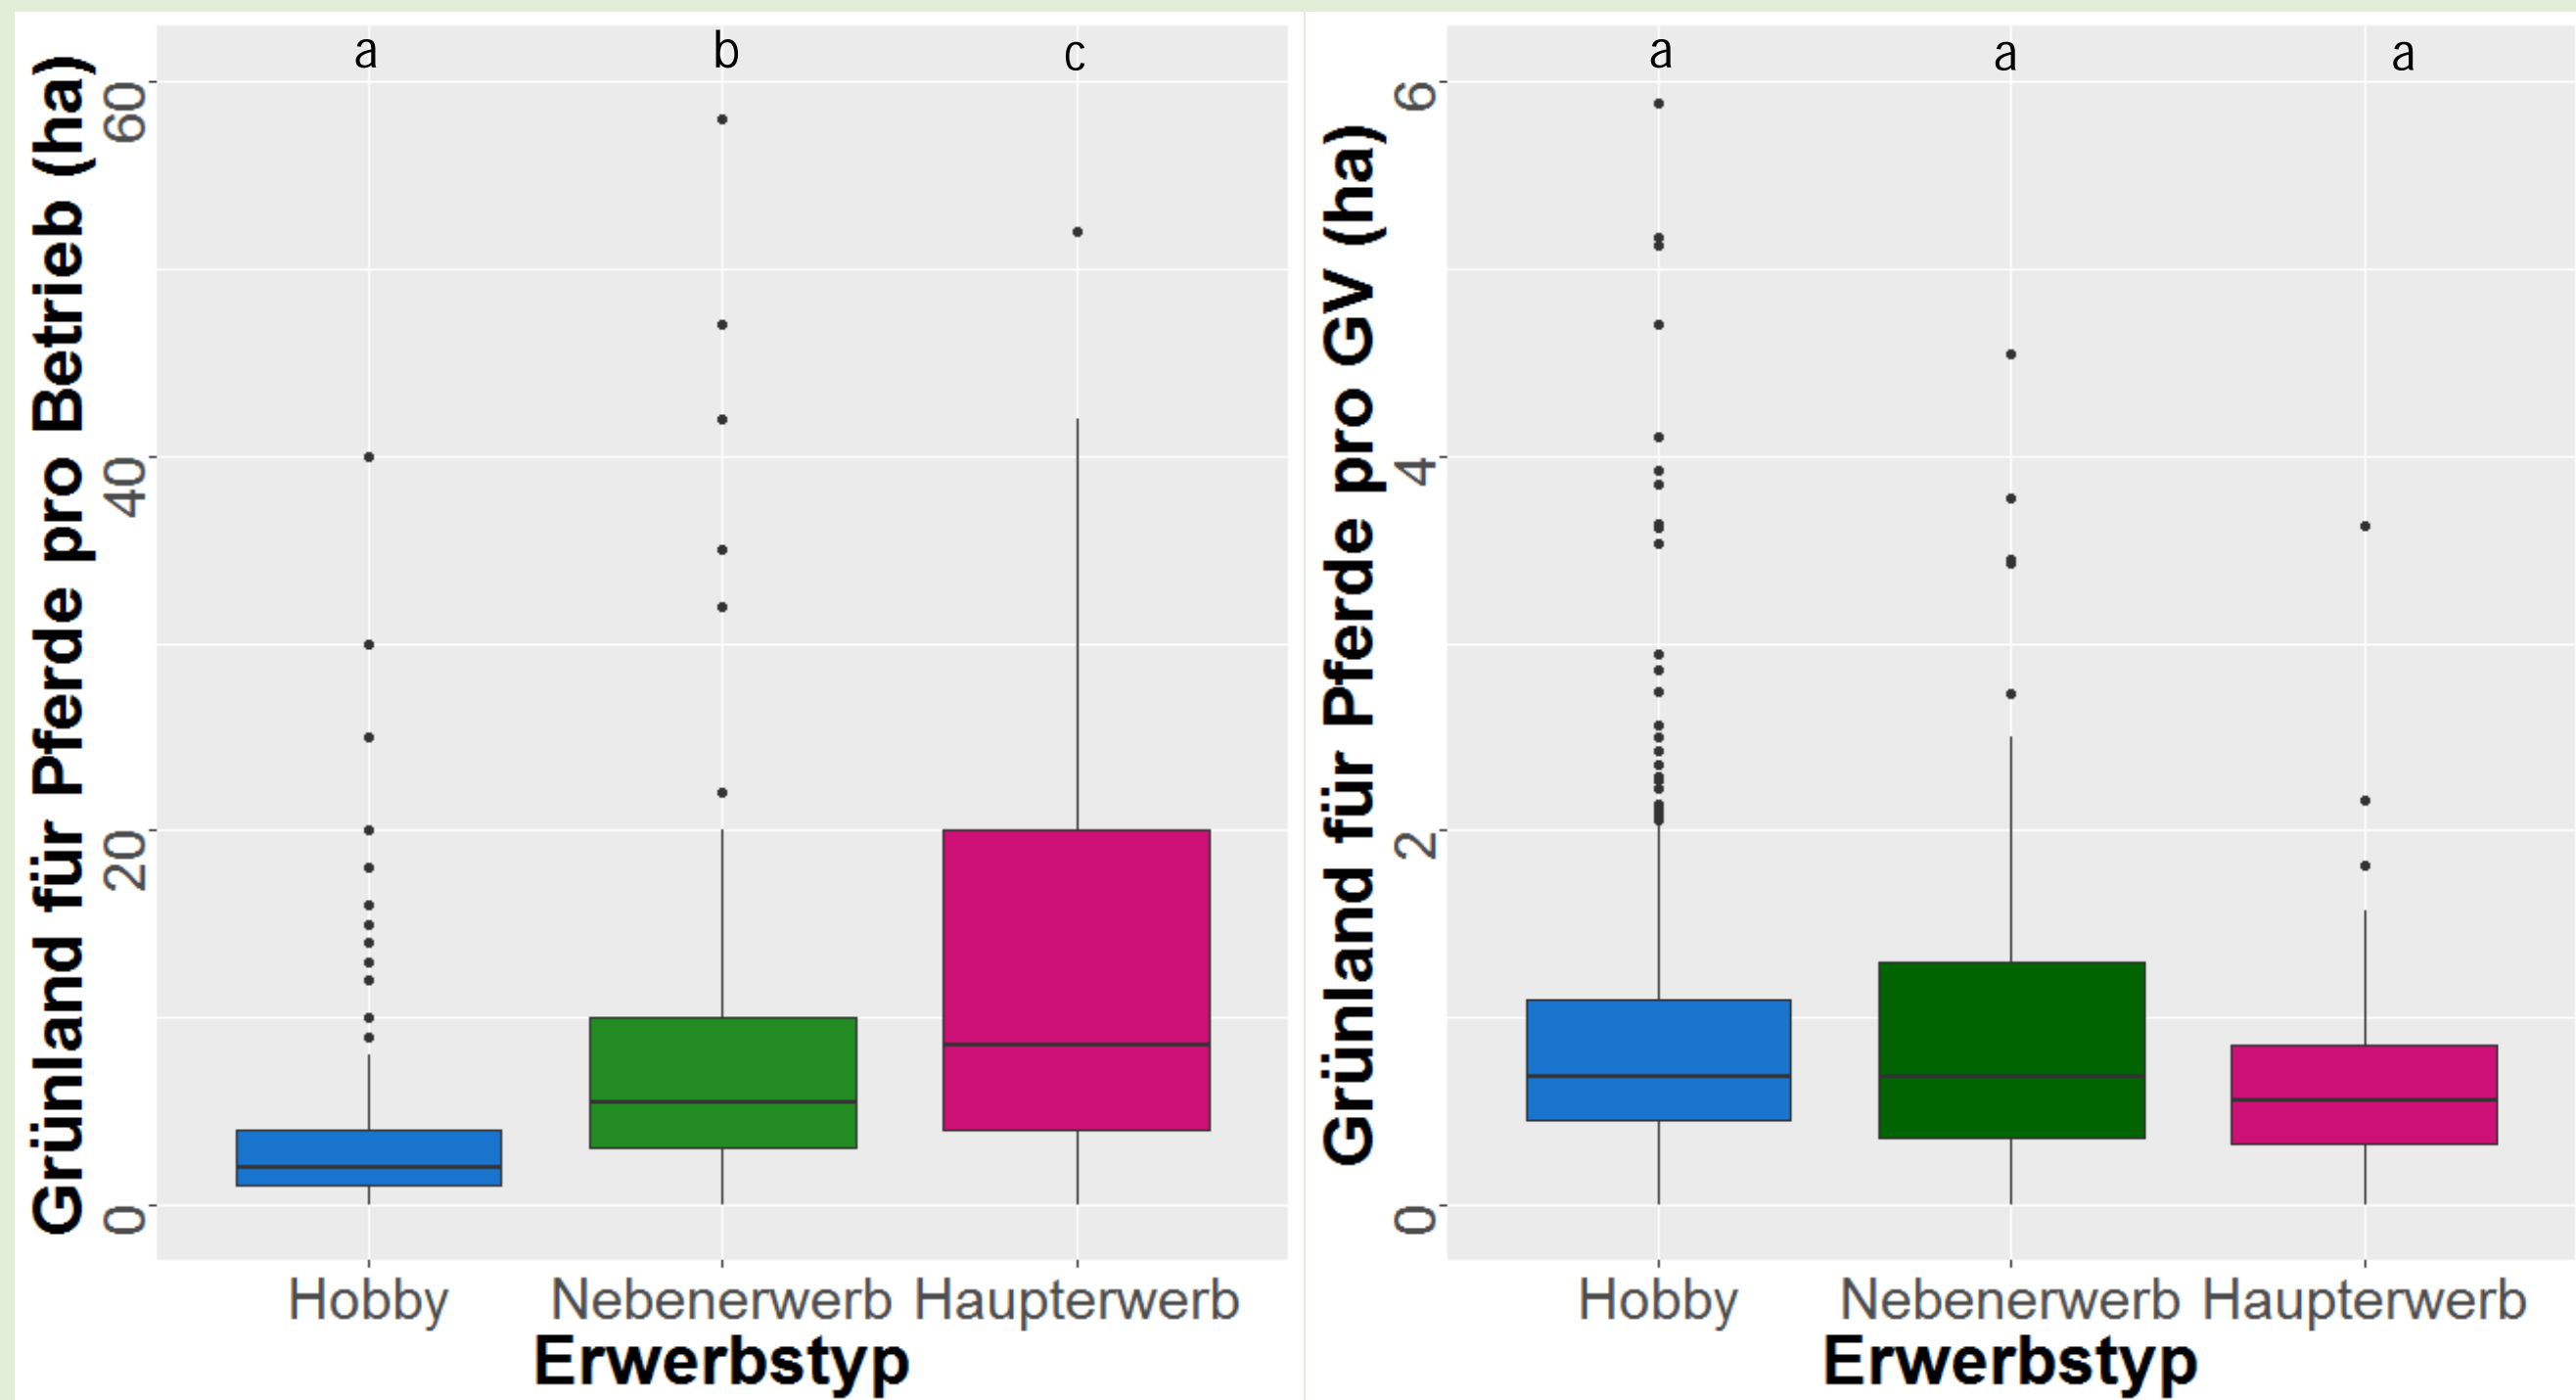 Grünland für Pferde pro Betrieb (ha)
60
40
20
0
a b c
Hobby Nebenerwerb Haupterwerb
Erwerbstyp
Grünland für Pferde pro GV (ha)
6
4
2
0
a a a
Hobby Nebenerwerb Haupterwerb
Erwerbstyp